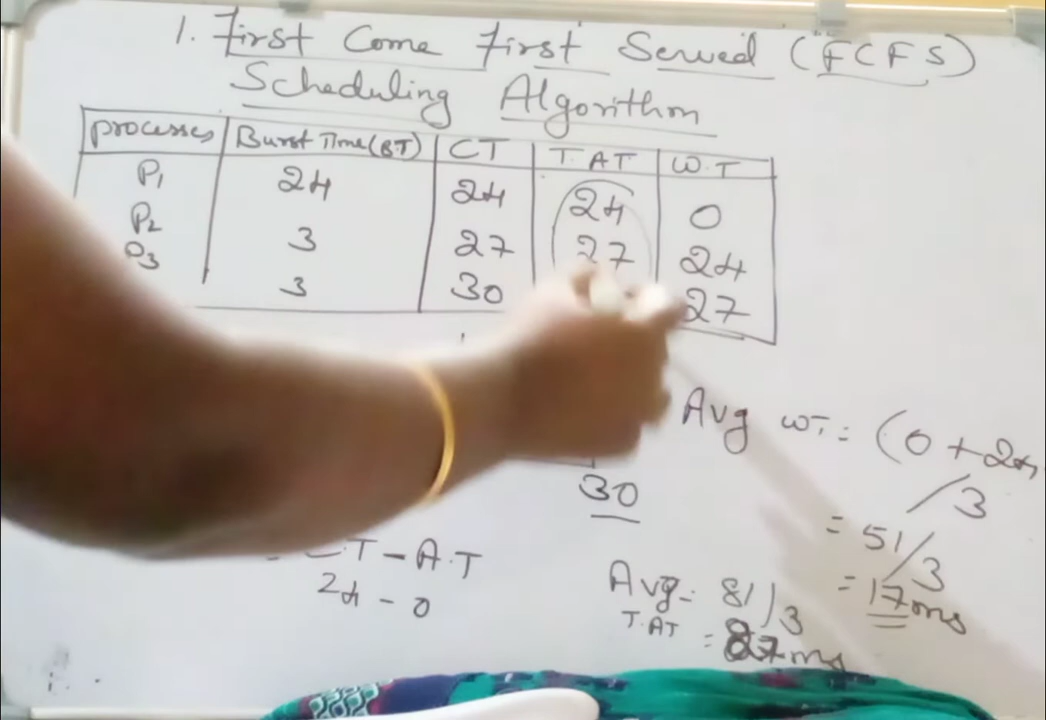 1. First Come First Served (FCFS)
Scheduling Algorithm
processes Burst Time(BT) CT T.AT W.T
P1 24 24 24 0
P2 3 27 27 24
P3 3 30 27
30
Avg WT = (0 + 24
/3
= 51/3
= 17ms
T - A.T
24 - 0
Avg = 81/3
T.AT = 27ms